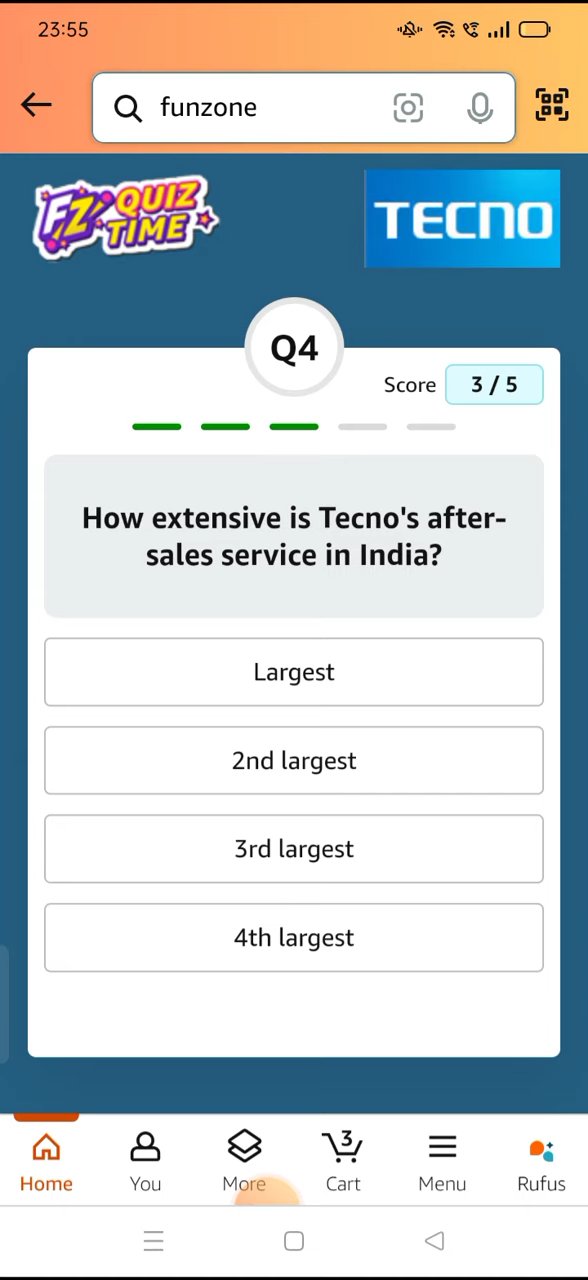 23:55
funzone
FZ QUIZ
TIME
TECNO
Q4
Score 3 / 5
How extensive is Tecno's after-
sales service in India?
Largest
2nd largest
3rd largest
4th largest
3
Home You More Cart Menu Rufus